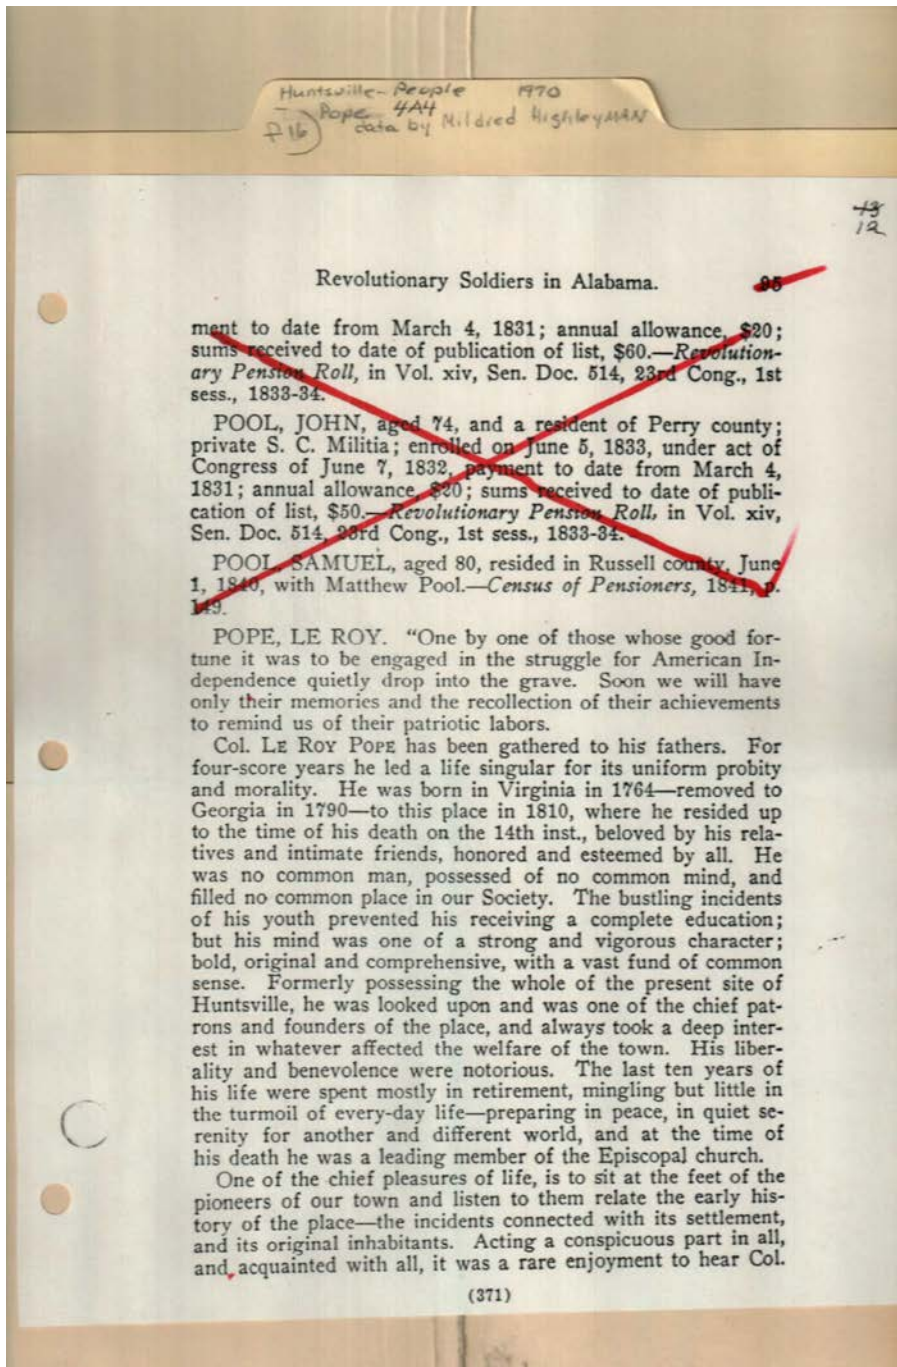 Huntsville- People 1970
Pope 4A4
P16
data by Mildred HighleyMAN
13
12
Revolutionary Soldiers in Alabama. 95
ment to date from March 4, 1831; annual allowance, $20;
sums received to date of publication of list, $60.—Revolution-
ary Pension Roll, in Vol. xiv, Sen. Doc. 514, 23rd Cong., 1st
sess., 1833-34.
POOL, JOHN, aged 74, and a resident of Perry county;
private S. C. Militia; enrolled on June 5, 1833, under act of
Congress of June 7, 1832, payment to date from March 4,
1831; annual allowance, $20; sums received to date of publi-
cation of list, $50.—Revolutionary Pension Roll, in Vol. xiv,
Sen. Doc. 514, 23rd Cong., 1st sess., 1833-34.
POOL, SAMUEL, aged 80, resided in Russell county, June
1, 1840, with Matthew Pool.—Census of Pensioners, 1841, p.
149.
POPE, LE ROY. “One by one of those whose good for-
tune it was to be engaged in the struggle for American In-
dependence quietly drop into the grave. Soon we will have
only their memories and the recollection of their achievements
to remind us of their patriotic labors.
Col. LE ROY POPE has been gathered to his fathers. For
four-score years he led a life singular for its uniform probity
and morality. He was born in Virginia in 1764—removed to
Georgia in 1790—to this place in 1810, where he resided up
to the time of his death on the 14th inst., beloved by his rela-
tives and intimate friends, honored and esteemed by all. He
was no common man, possessed of no common mind, and
filled no common place in our Society. The bustling incidents
of his youth prevented his receiving a complete education;
but his mind was one of a strong and vigorous character;
bold, original and comprehensive, with a vast fund of common
sense. Formerly possessing the whole of the present site of
Huntsville, he was looked upon and was one of the chief pat-
rons and founders of the place, and always took a deep inter-
est in whatever affected the welfare of the town. His liber-
ality and benevolence were notorious. The last ten years of
his life were spent mostly in retirement, mingling but little in
the turmoil of every-day life—preparing in peace, in quiet se-
renity for another and different world, and at the time of
his death he was a leading member of the Episcopal church.
One of the chief pleasures of life, is to sit at the feet of the
pioneers of our town and listen to them relate the early his-
tory of the place—the incidents connected with its settlement,
and its original inhabitants. Acting a conspicuous part in all,
and acquainted with all, it was a rare enjoyment to hear Col.
(371)